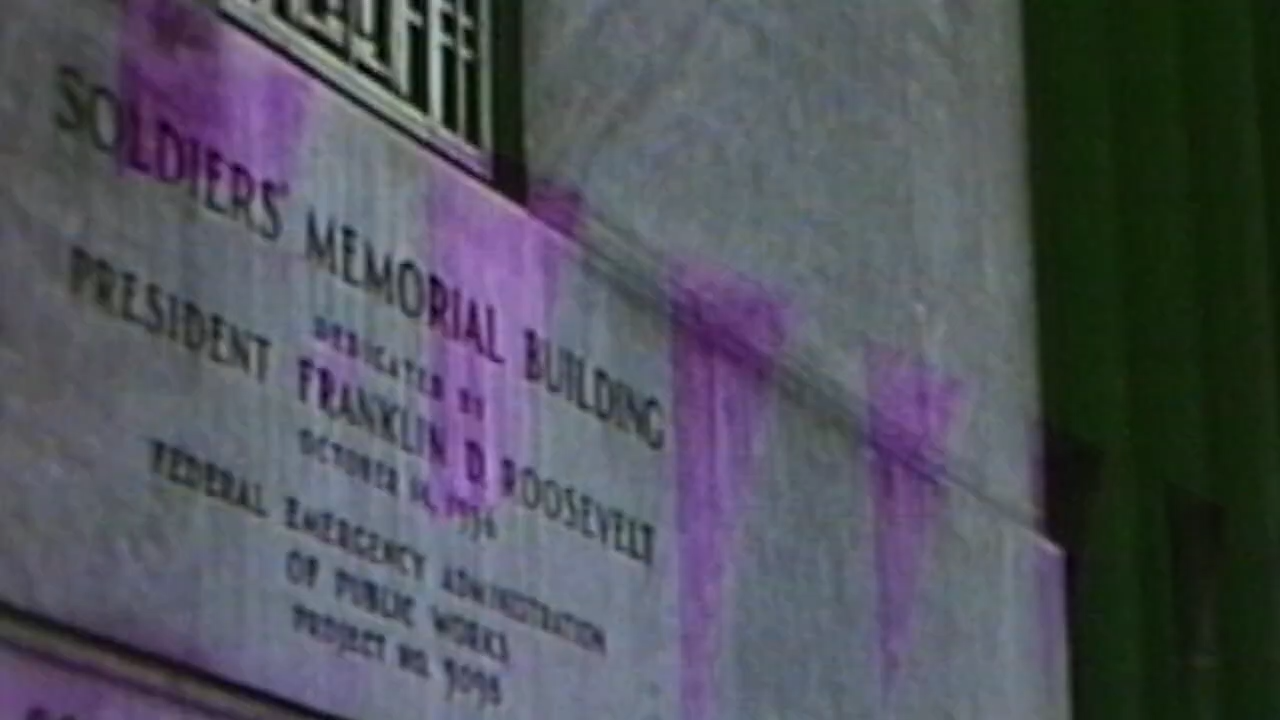 SOLDIERS' MEMORIAL BUILDING
DEDICATED BY
PRESIDENT FRANKLIN D. ROOSEVELT
OCTOBER 14, 1936
FEDERAL EMERGENCY ADMINISTRATION
OF PUBLIC WORKS
PROJECT NO. 5098